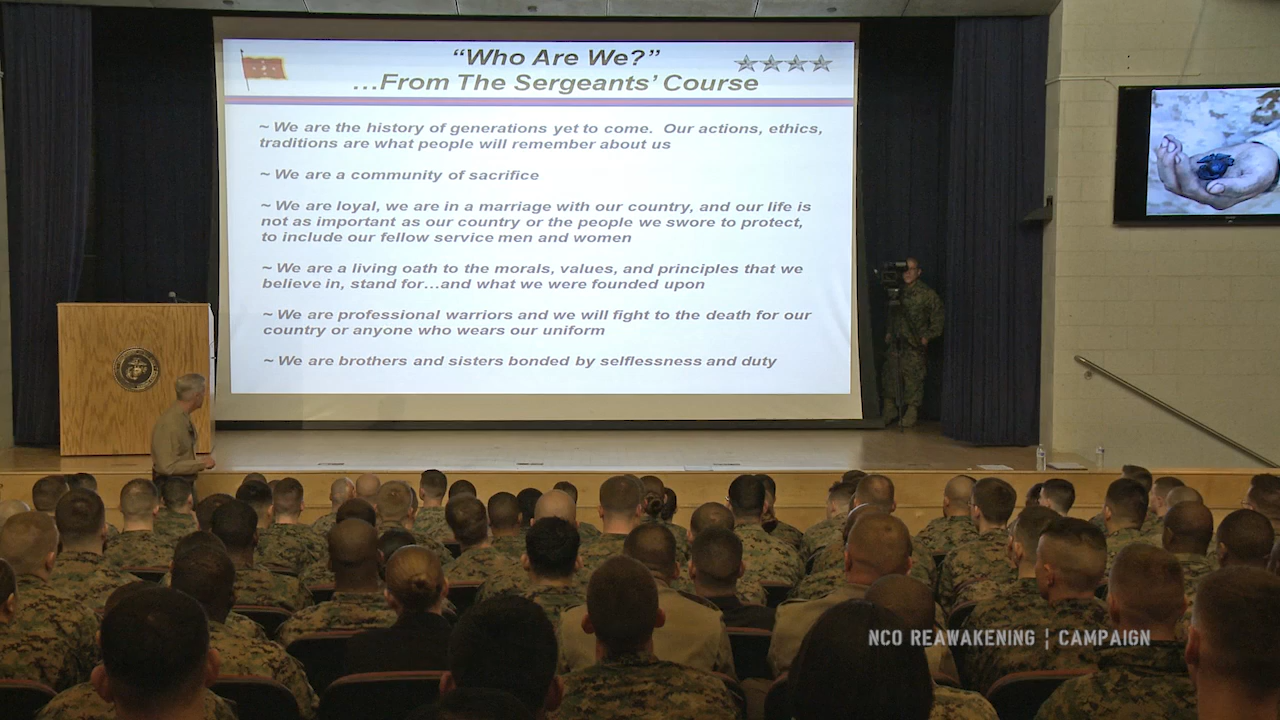 “Who Are We?”
...From The Sergeants’ Course
~ We are the history of generations yet to come. Our actions, ethics,
traditions are what people will remember about us
~ We are a community of sacrifice
~ We are loyal, we are in a marriage with our country, and our life is
not as important as our country or the people we swore to protect,
to include our fellow service men and women
~ We are a living oath to the morals, values, and principles that we
believe in, stand for...and what we were founded upon
~ We are professional warriors and we will fight to the death for our
country or anyone who wears our uniform
~ We are brothers and sisters bonded by selflessness and duty
NCO REAWAKENING ¦ CAMPAIGN